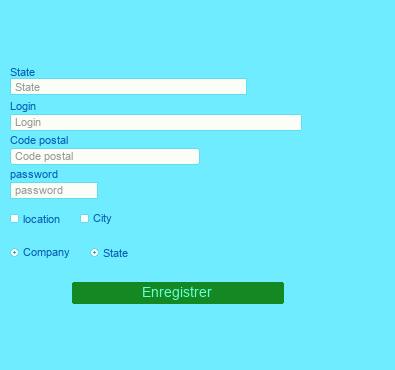 State
State
Login
Login
Code postal
Code postal
password
password
location City
Company State
Enregistrer